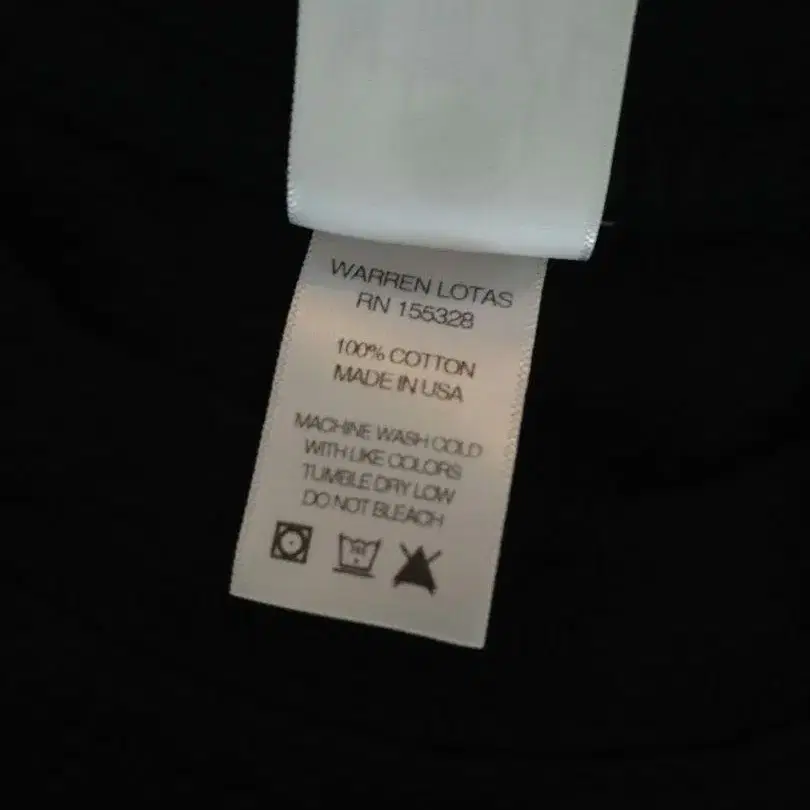 WARREN LOTAS
RN 155328
100% COTTON
MADE IN USA
MACHINE WASH COLD
WITH LIKE COLORS
TUMBLE DRY LOW
DO NOT BLEACH